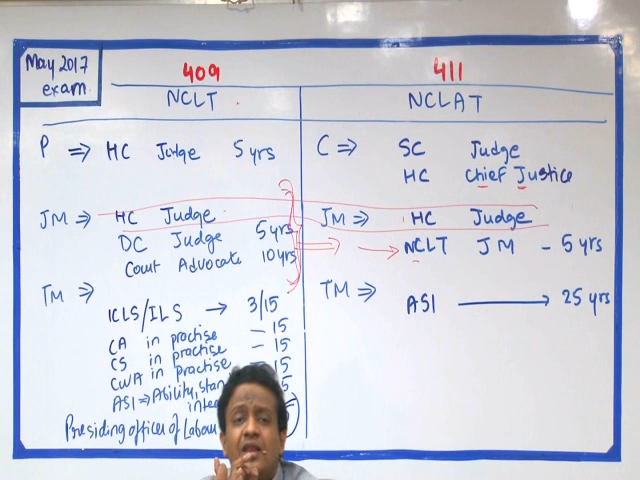 May 2017
exam
409
NCLT
P ⇒ HC Judge 5 yrs
JM ⇒ HC Judge
DC Judge 5 yrs
Court Advocate 10 yrs
TM ⇒
ICLS/ILS → 3/15
CA in practise – 15
CS in practise – 15
CWA in practise – 15
ASI ⇒ Ability,
Presiding officer of Labour
411
NCLAT
C ⇒ SC Judge
HC Chief Justice
JM ⇒ HC Judge
→ NCLT JM – 5 yrs
TM ⇒
ASI → 25 yrs